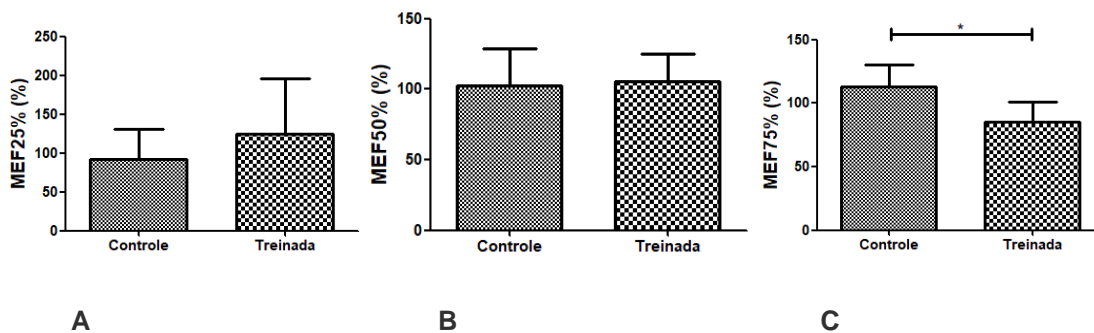 MEF25% (%)
250
200
150
100
50
0
Controle
Treinada
A
MEF50% (%)
150
100
50
0
Controle
Treinada
B
MEF75% (%)
150
100
50
0
*
Controle
Treinada
C